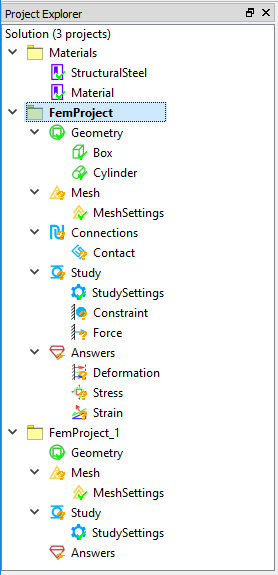 Project Explorer
Solution (3 projects)
Materials
StructuralSteel
Material
FemProject
Geometry
Box
Cylinder
Mesh
MeshSettings
Connections
Contact
Study
StudySettings
Constraint
Force
Answers
Deformation
Stress
Strain
FemProject_1
Geometry
Mesh
MeshSettings
Study
StudySettings
Answers